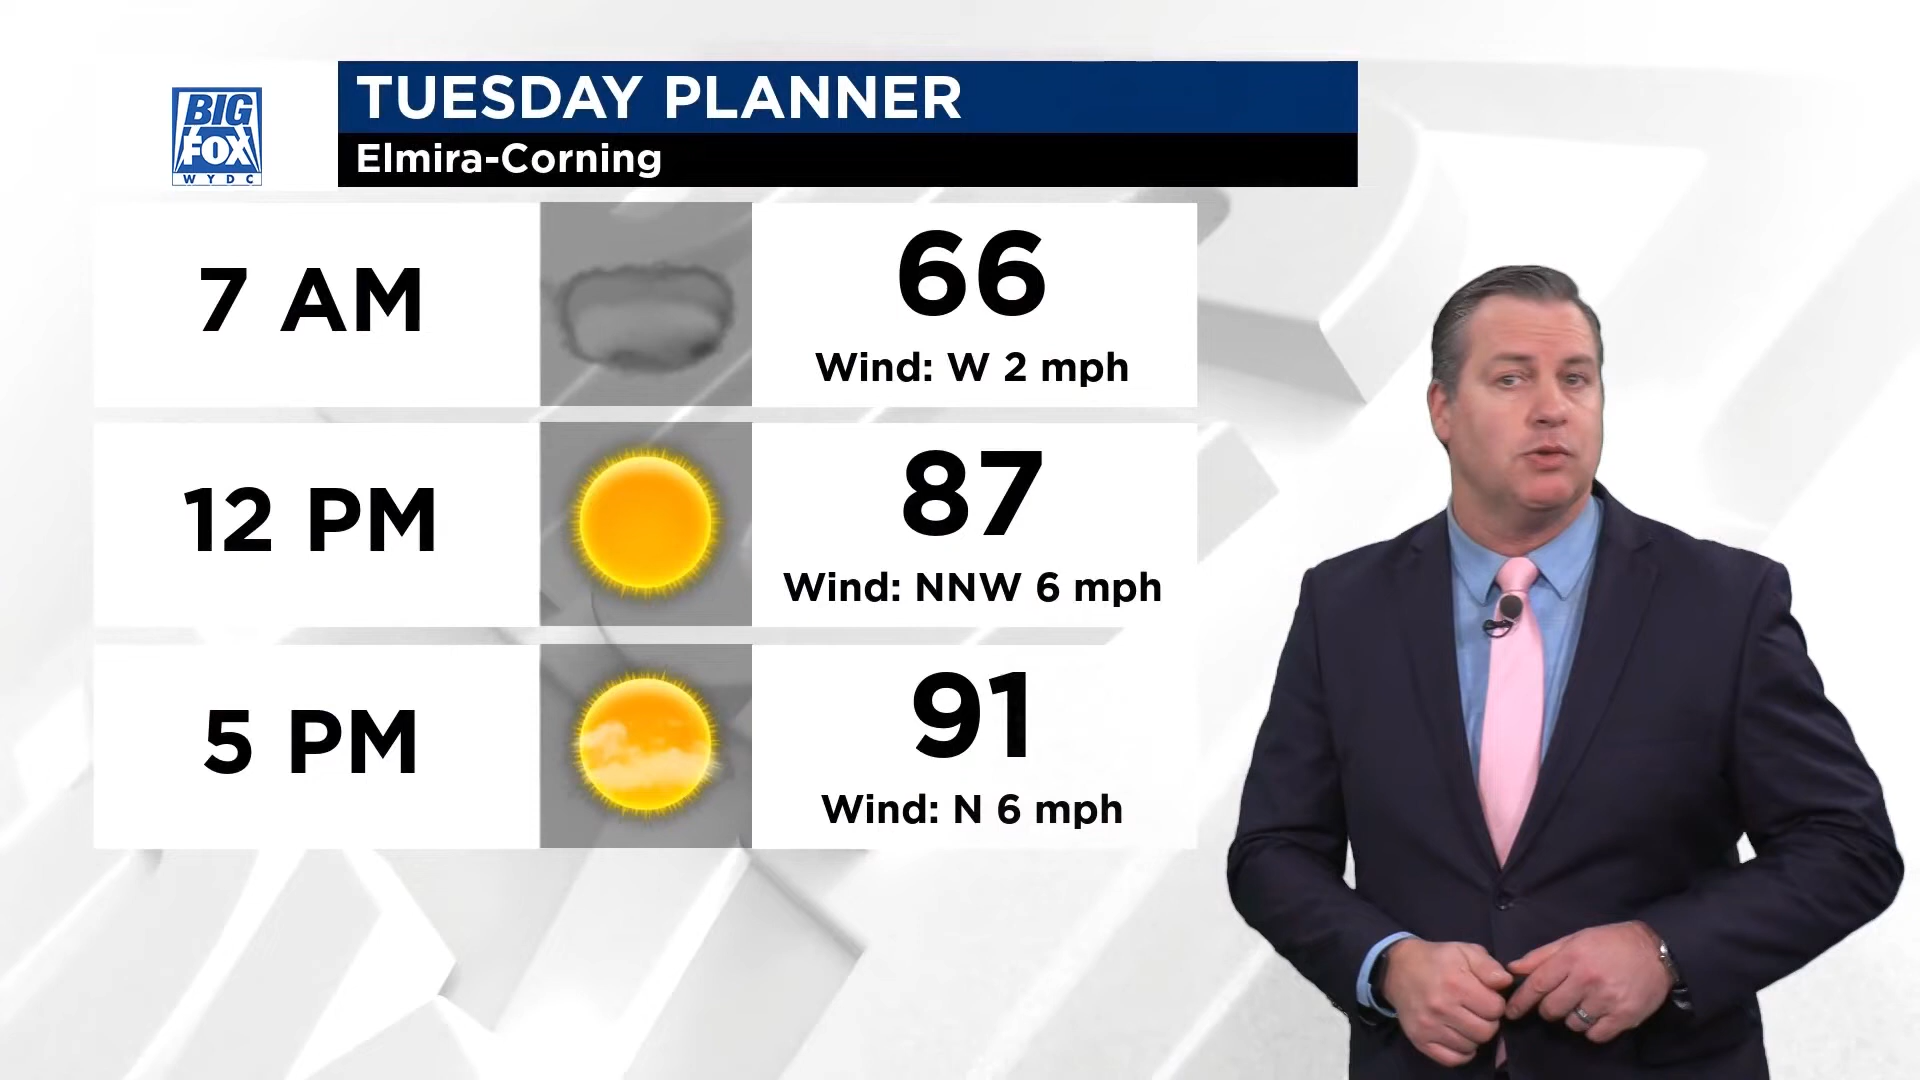 BIG
FOX
WYDC
TUESDAY PLANNER
Elmira-Corning
7 AM
66
Wind: W 2 mph
12 PM
87
Wind: NNW 6 mph
5 PM
91
Wind: N 6 mph